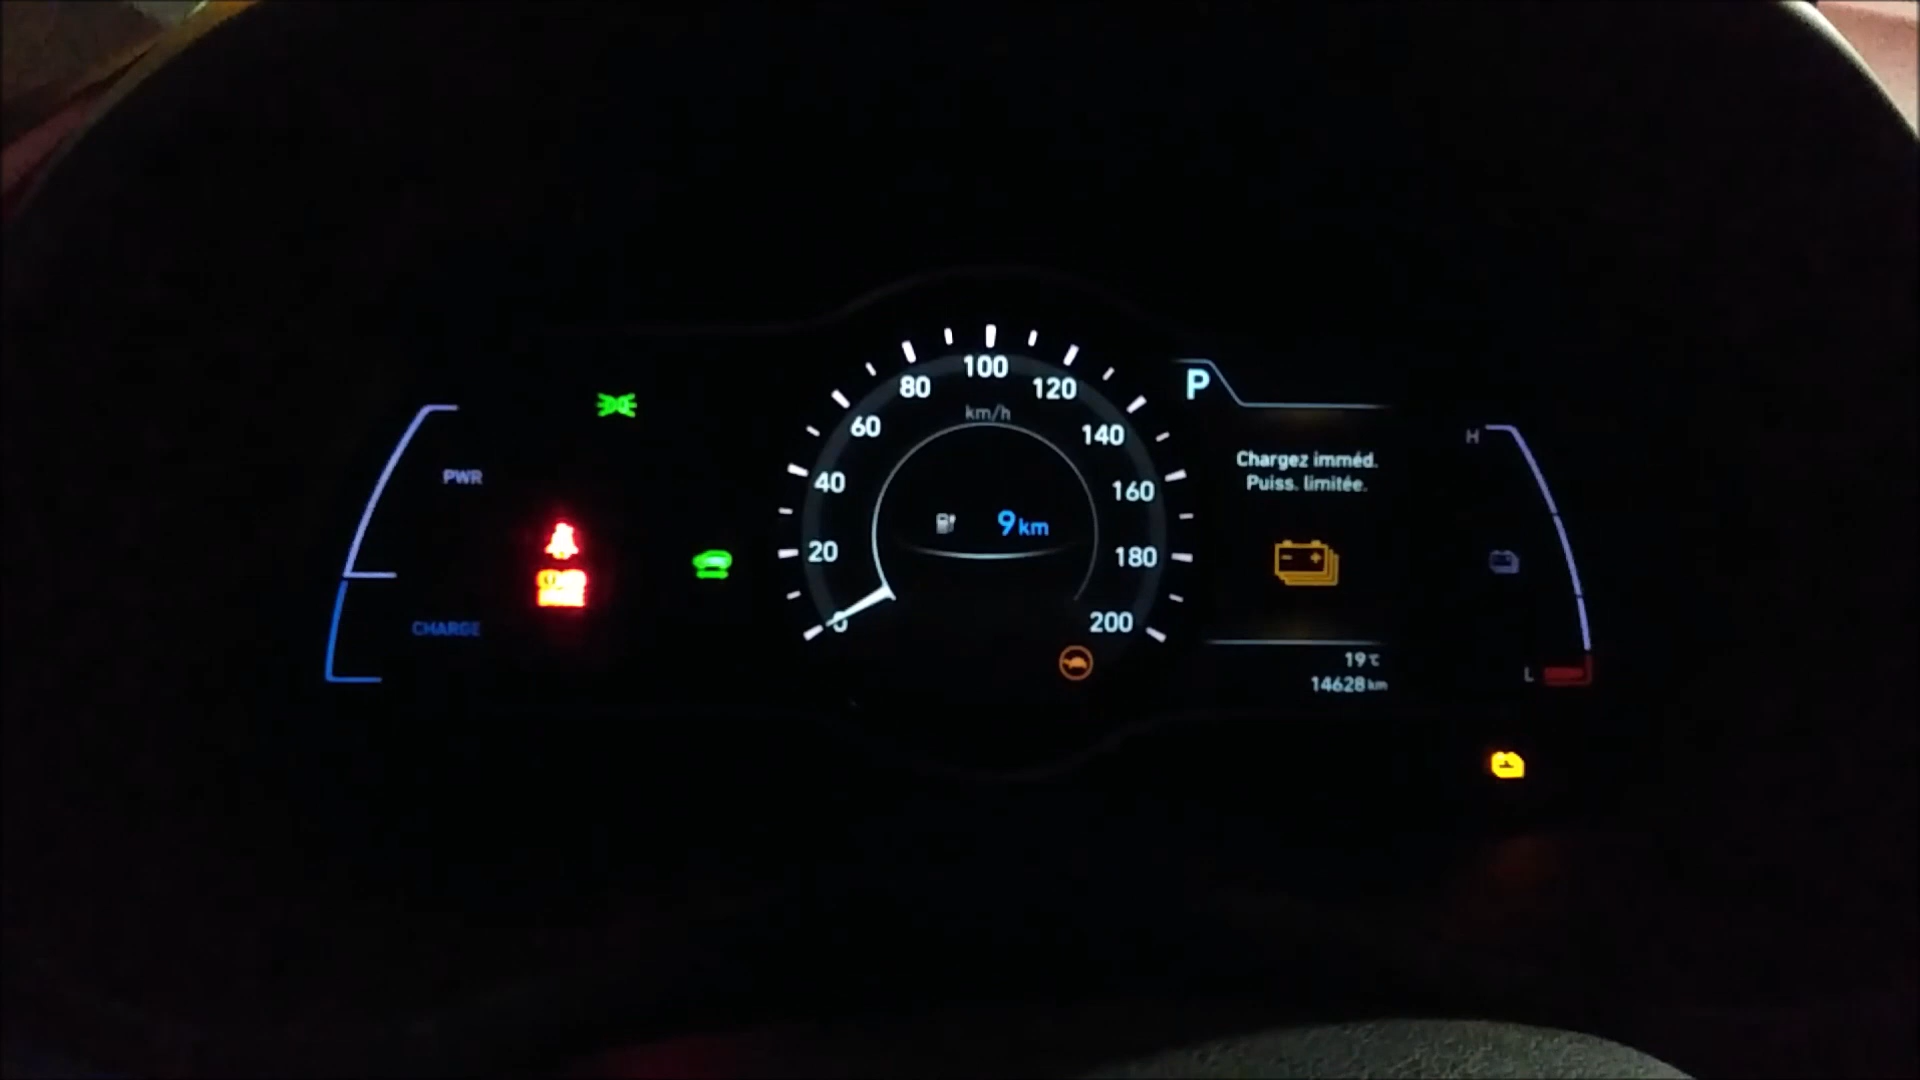 PWR
CHARGE
0
20
40
60
80
100
120
140
160
180
200
km/h
9 km
P
Chargez imméd.
Puiss. limitée.
19°C
14628 km
H
L